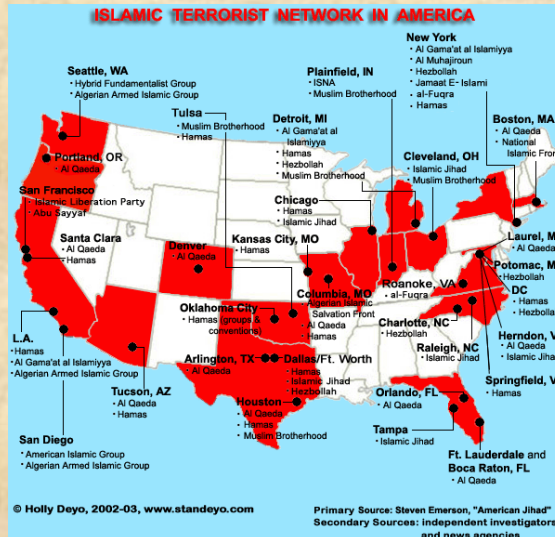 ISLAMIC TERRORIST NETWORK IN AMERICA
Seattle, WA
· Hybrid Fundamentalist Group
· Algerian Armed Islamic Group
Portland, OR
· Al Qaeda
San Francisco
· Islamic Liberation Party
· Abu Sayyaf
Santa Clara
· Al Qaeda
· Hamas
L.A.
· Hamas
· Al Gama'at al Islamiyya
· Algerian Armed Islamic Group
San Diego
· American Islamic Group
· Algerian Armed Islamic Group
Tucson, AZ
· Al Qaeda
· Hamas
Denver
· Al Qaeda
Tulsa
· Muslim Brotherhood
· Hamas
Kansas City, MO
· Hamas
Oklahoma City
· Hamas (groups &
conventions)
Arlington, TX
· Al Qaeda
Dallas/Ft. Worth
· Hamas
· Islamic Jihad
· Hezbollah
Houston
· Al Qaeda
· Hamas
· Muslim Brotherhood
Columbia, MO
· Algerian Islamic
Salvation Front
· Al Qaeda
· Hamas
Chicago
· Hamas
· Islamic Jihad
Detroit, MI
· Al Gama'at al
Islamiyya
· Hamas
· Hezbollah
· Muslim Brotherhood
Plainfield, IN
· ISNA
· Muslim Brotherhood
Cleveland, OH
· Islamic Jihad
· Muslim Brotherhood
New York
· Al Gama'at al Islamiyya
· Al Muhajiroun
· Hezbollah
· Jamaat E- Islami
· al-Fuqra
· Hamas
Boston, MA
· Al Qaeda
· National
Islamic Fron
Laurel, M
· Al Qaeda
Potomac, M
· Hezbollah
DC
· Hamas
· Hezbo
Herndon, V
· Al Qaeda
· Islamic Jiha
Springfield, V
· Hamas
Roanoke, VA
· al-Fuqra
Charlotte, NC
· Hezbollah
Raleigh, NC
· Islamic Jihad
Orlando, FL
· Al Qaeda
Tampa
· Islamic Jihad
Ft. Lauderdale and
Boca Raton, FL
· Al Qaeda
© Holly Deyo, 2002-03, www.standeyo.com
Primary Source: Steven Emerson, "American Jihad"
Secondary Sources: independent investigators
and news agencies